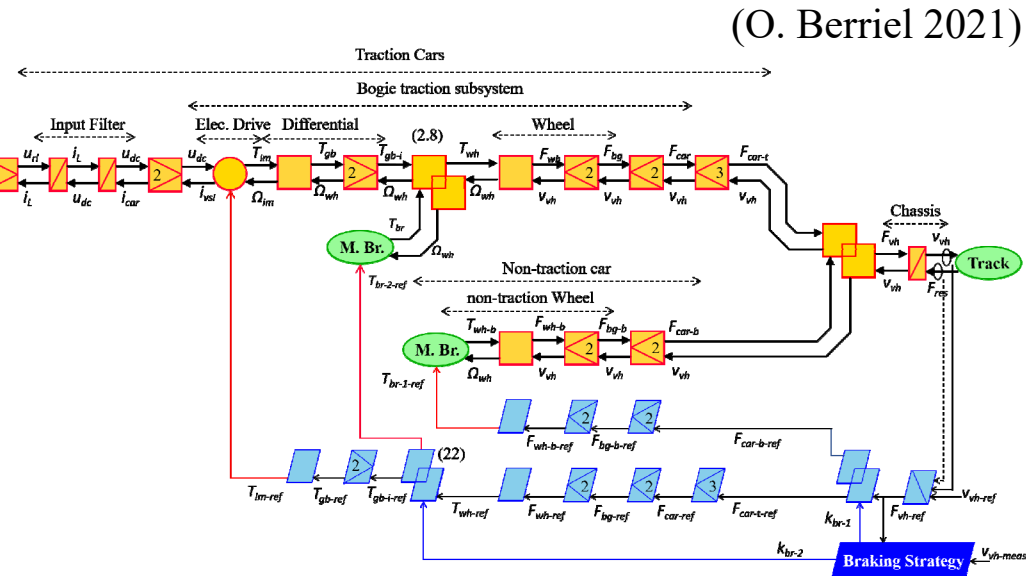 (O. Berriel 2021)
Traction Cars
Bogie traction subsystem
Input Filter Elec. Drive Differential (2.8) Wheel
u_rl i_L u_dc u_dc T_im T_gb T_gb-i T_wh F_wh F_bg F_car F_car-t
2 2 2 2 3
i_L u_dc i_car i_vsi Ω_im Ω_wh Ω_wh Ω_wh v_vh v_vh v_vh v_vh
Chassis
T_br F_vh v_vh
M. Br. Ω_wh Track
v_vh F_res
T_br-2-ref Non-traction car
non-traction Wheel
T_wh-b F_wh-b F_bg-b F_car-b
M. Br. 2 2
Ω_wh v_vh v_vh v_vh
T_br-1-ref
2 2
F_wh-b-ref F_bg-b-ref F_car-b-ref
(22)
2 2 2 3
T_im-ref T_gb-ref T_gb-i-ref T_wh-ref F_wh-ref F_bg-ref F_car-ref F_car-t-ref F_vh-ref v_vh-ref
k_br-1
k_br-2
Braking Strategy v_vh-meas